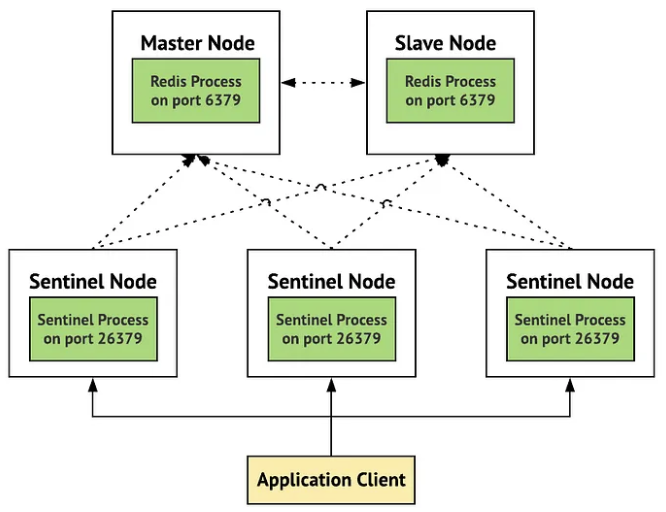 Master Node
Redis Process
on port 6379
Slave Node
Redis Process
on port 6379
Sentinel Node
Sentinel Process
on port 26379
Sentinel Node
Sentinel Process
on port 26379
Sentinel Node
Sentinel Process
on port 26379
Application Client